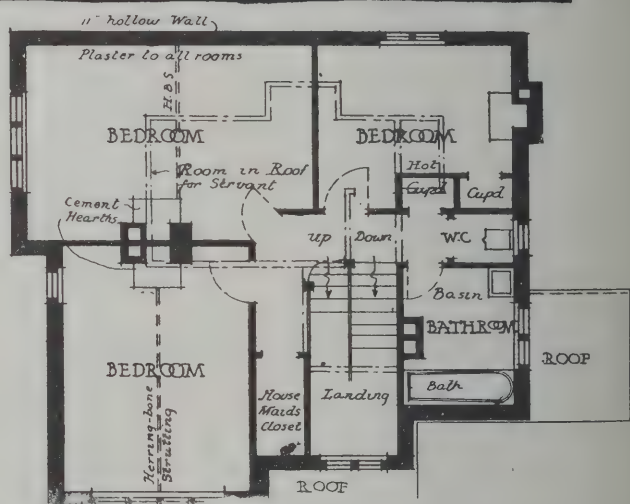 11" hollow Wall
Plaster to all rooms
H.B.S
BEDROOM
BEDROOM
Room in Roof
for Servant
Hot
Cupd
Cupd
Cement
Hearths
Up
Down
W.C
Basin
BATHROOM
ROOF
BEDROOM
Herring-bone
Strutting
House
Maids
Closet
Landing
Bath
ROOF